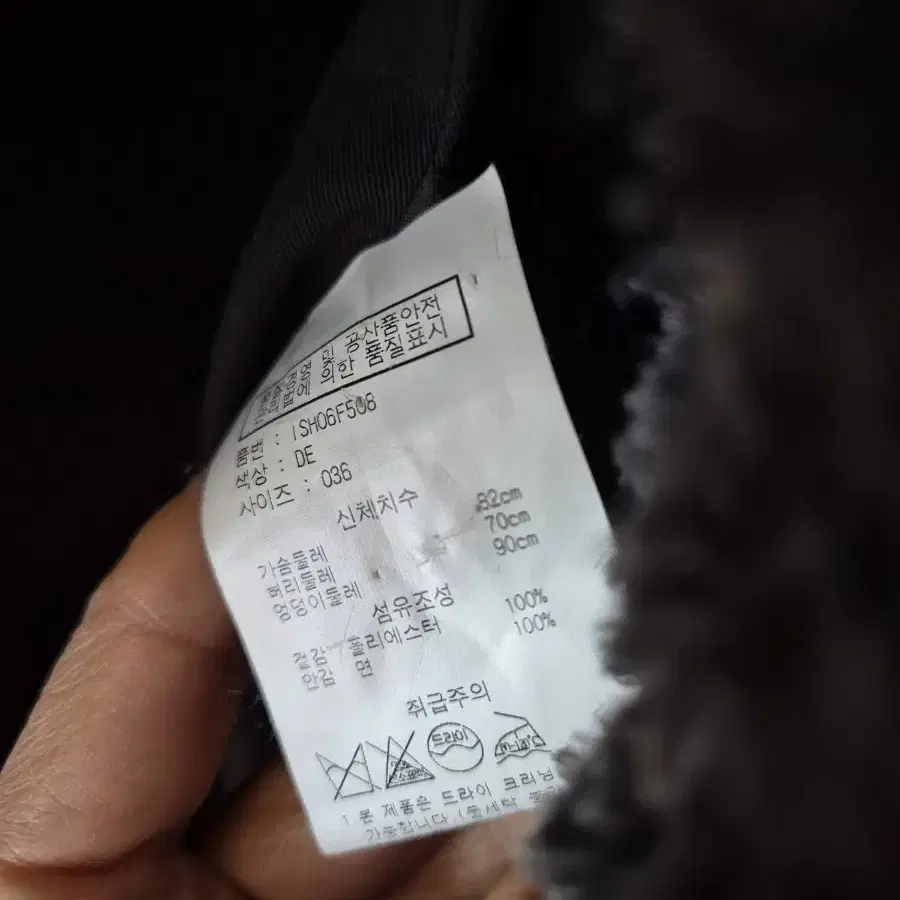 및 공산품안전
의한 품질표시
품번 : ISH06F508
색상 : DE
사이즈 : 036
신체치수
가슴둘레 82cm
허리둘레 70cm
엉덩이둘레 90cm
섬유조성
겉감 폴리에스터 100%
안감 면 100%
취급주의
드라이
1 본 제품은 드라이 크리닝
가능합니다 (물세탁